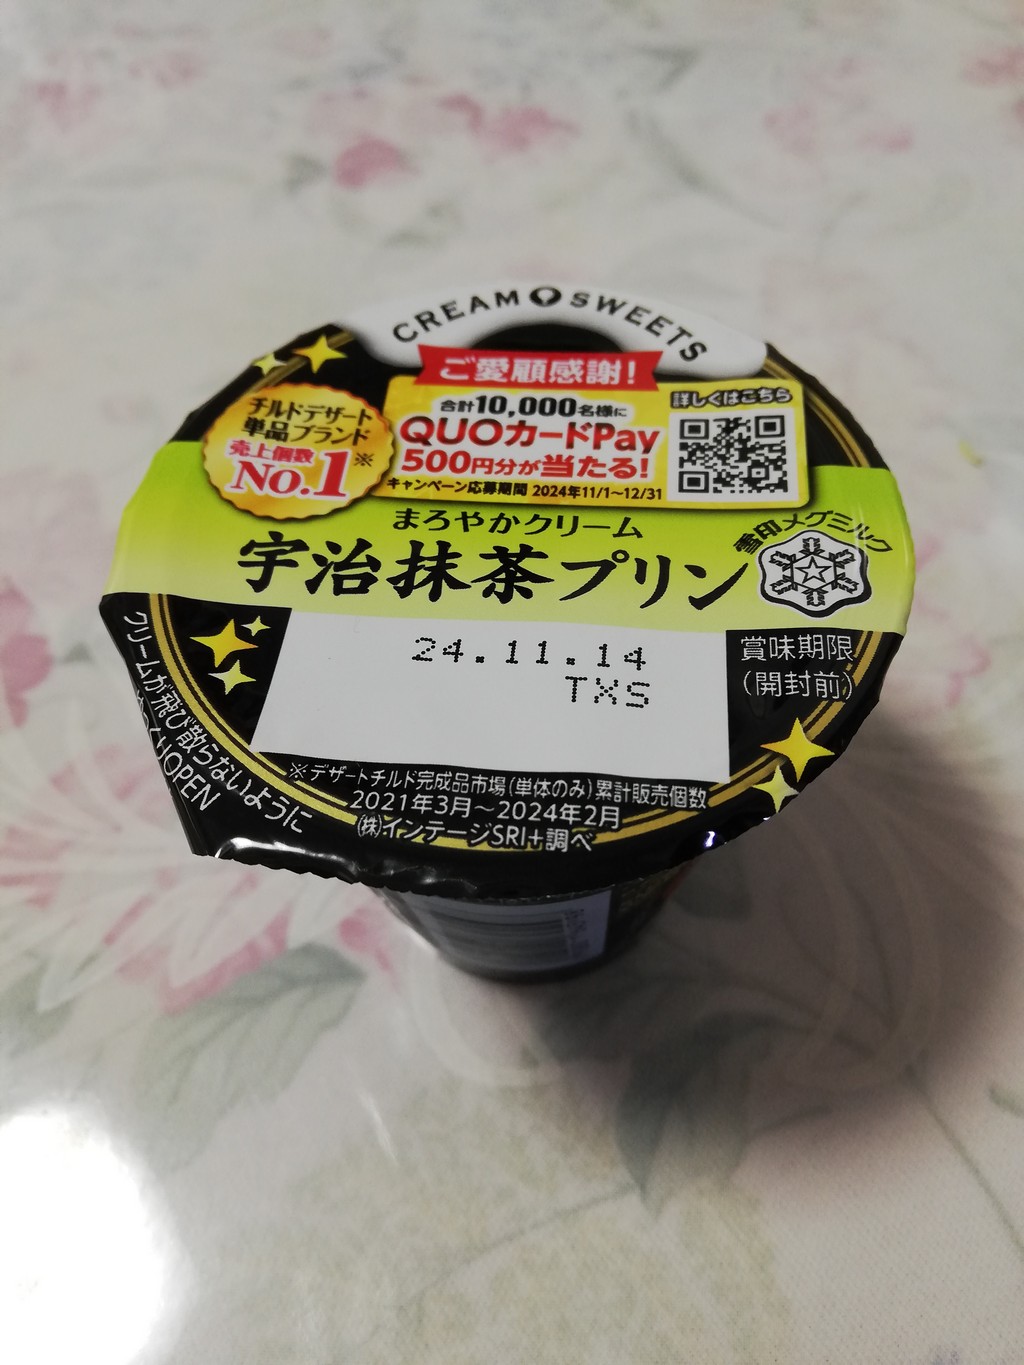 CREAM SWEETS
ご愛顧感謝!
チルドデザート
単品ブランド
売上個数
No.1※
合計10,000名様に
QUOカードPay
500円分が当たる!
キャンペーン応募期間 2024年11/1～12/31
詳しくはこちら
まろやかクリーム
宇治抹茶プリン
雪印メグミルク
24.11.14
TXS
賞味期限
(開封前)
クリームが飛び散らないように
OPEN
※デザートチルド完成品市場(単体のみ)累計販売個数
2021年3月～2024年2月
㈱インテージSRI+調べ